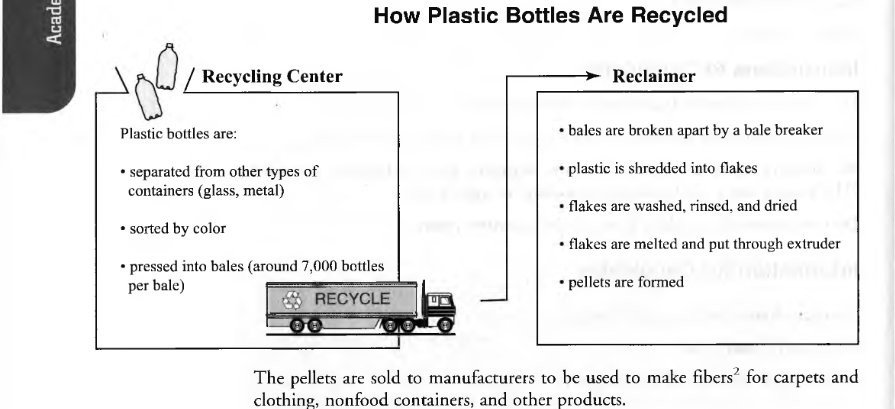 Acade
How Plastic Bottles Are Recycled
Recycling Center
Plastic bottles are:
• separated from other types of
containers (glass, metal)
• sorted by color
• pressed into bales (around 7,000 bottles
per bale)
RECYCLE
Reclaimer
• bales are broken apart by a bale breaker
• plastic is shredded into flakes
• flakes are washed, rinsed, and dried
• flakes are melted and put through extruder
• pellets are formed
The pellets are sold to manufacturers to be used to make fibers² for carpets and
clothing, nonfood containers, and other products.